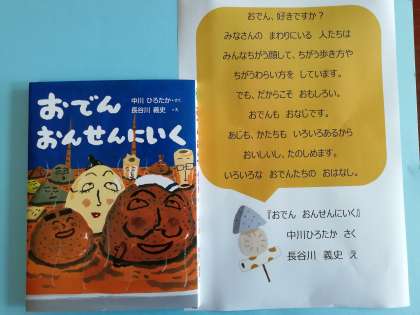 おでん
おんせんにいく
中川 ひろたか・さく
長谷川 義史 ・え
おでん、好きですか?
みなさんの まわりにいる 人たちは
みんなちがう顔して、ちがう歩き方や
ちがうわらい方を しています。
でも、だからこそ おもしろい。
おでんも おなじです。
あじも、かたちも いろいろあるから
おいしいし、たのしめます。
いろいろな おでんたちの おはなし。
『おでん おんせんにいく』
中川ひろたか さく
長谷川 義史 え